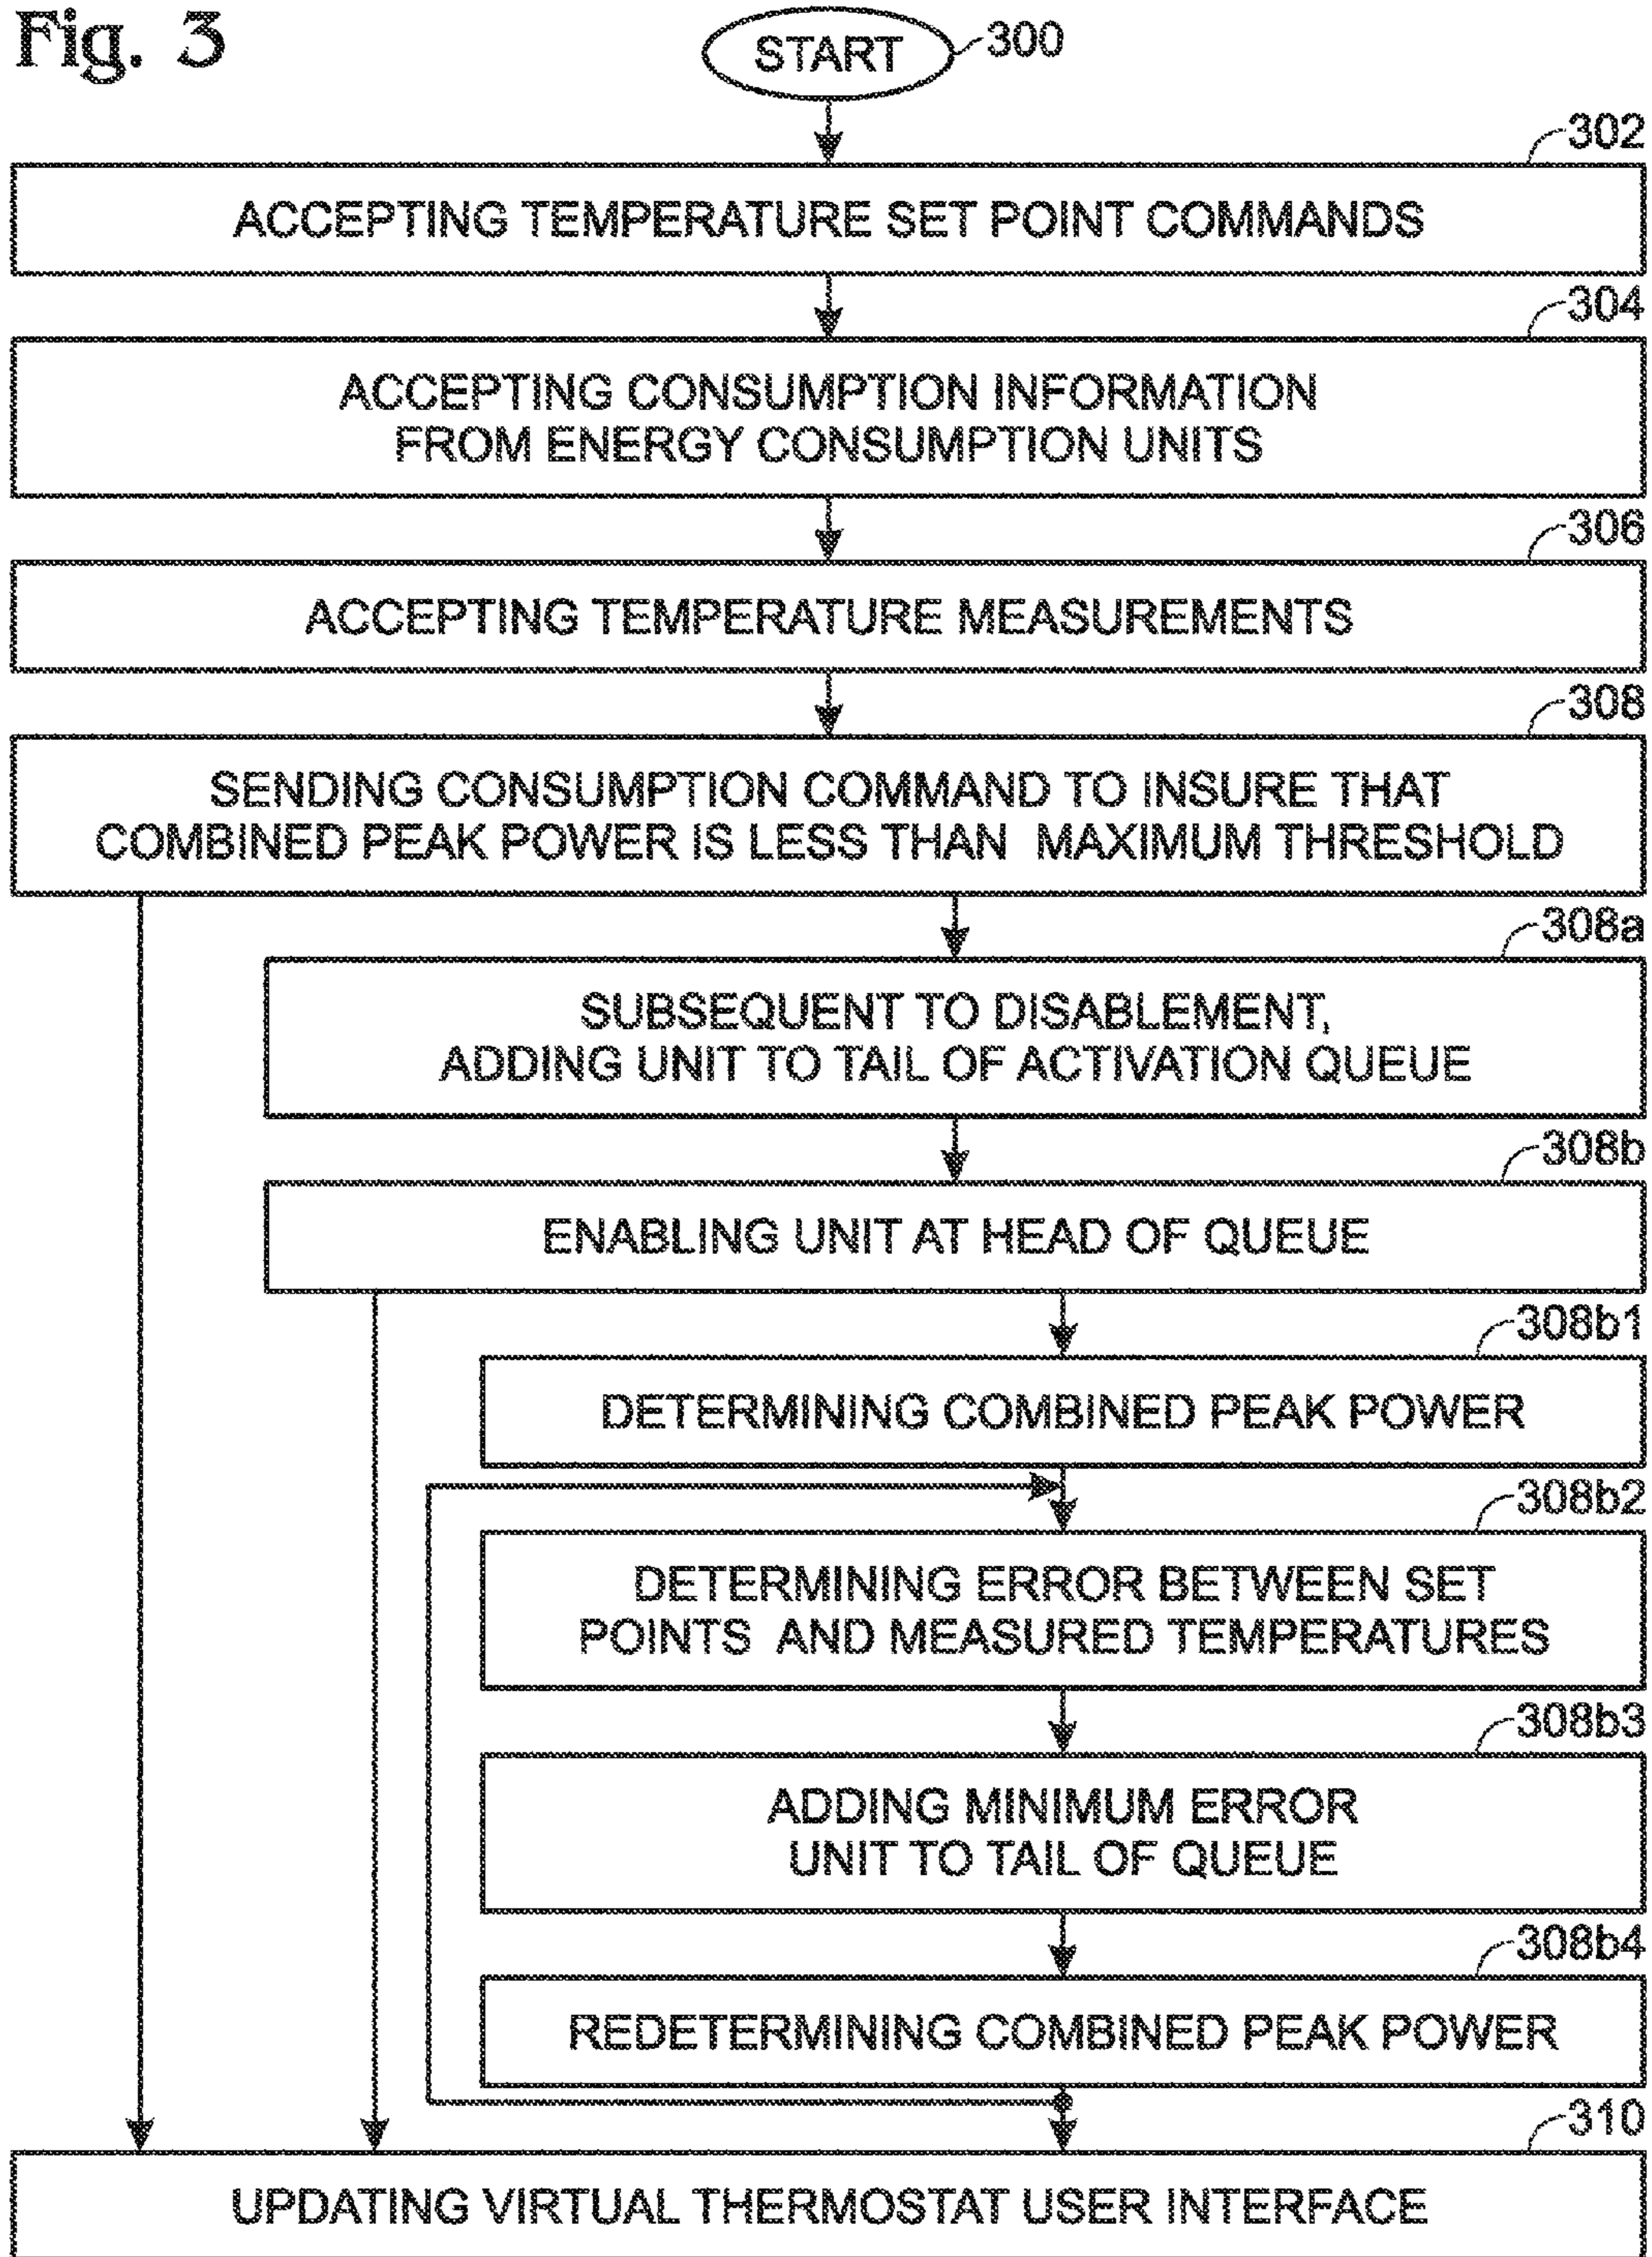 Fig. 3
START
300
302
ACCEPTING TEMPERATURE SET POINT COMMANDS
304
ACCEPTING CONSUMPTION INFORMATION
FROM ENERGY CONSUMPTION UNITS
306
ACCEPTING TEMPERATURE MEASUREMENTS
308
SENDING CONSUMPTION COMMAND TO INSURE THAT
COMBINED PEAK POWER IS LESS THAN MAXIMUM THRESHOLD
308a
SUBSEQUENT TO DISABLEMENT,
ADDING UNIT TO TAIL OF ACTIVATION QUEUE
308b
ENABLING UNIT AT HEAD OF QUEUE
308b1
DETERMINING COMBINED PEAK POWER
308b2
DETERMINING ERROR BETWEEN SET
POINTS AND MEASURED TEMPERATURES
308b3
ADDING MINIMUM ERROR
UNIT TO TAIL OF QUEUE
308b4
REDETERMINING COMBINED PEAK POWER
310
UPDATING VIRTUAL THERMOSTAT USER INTERFACE